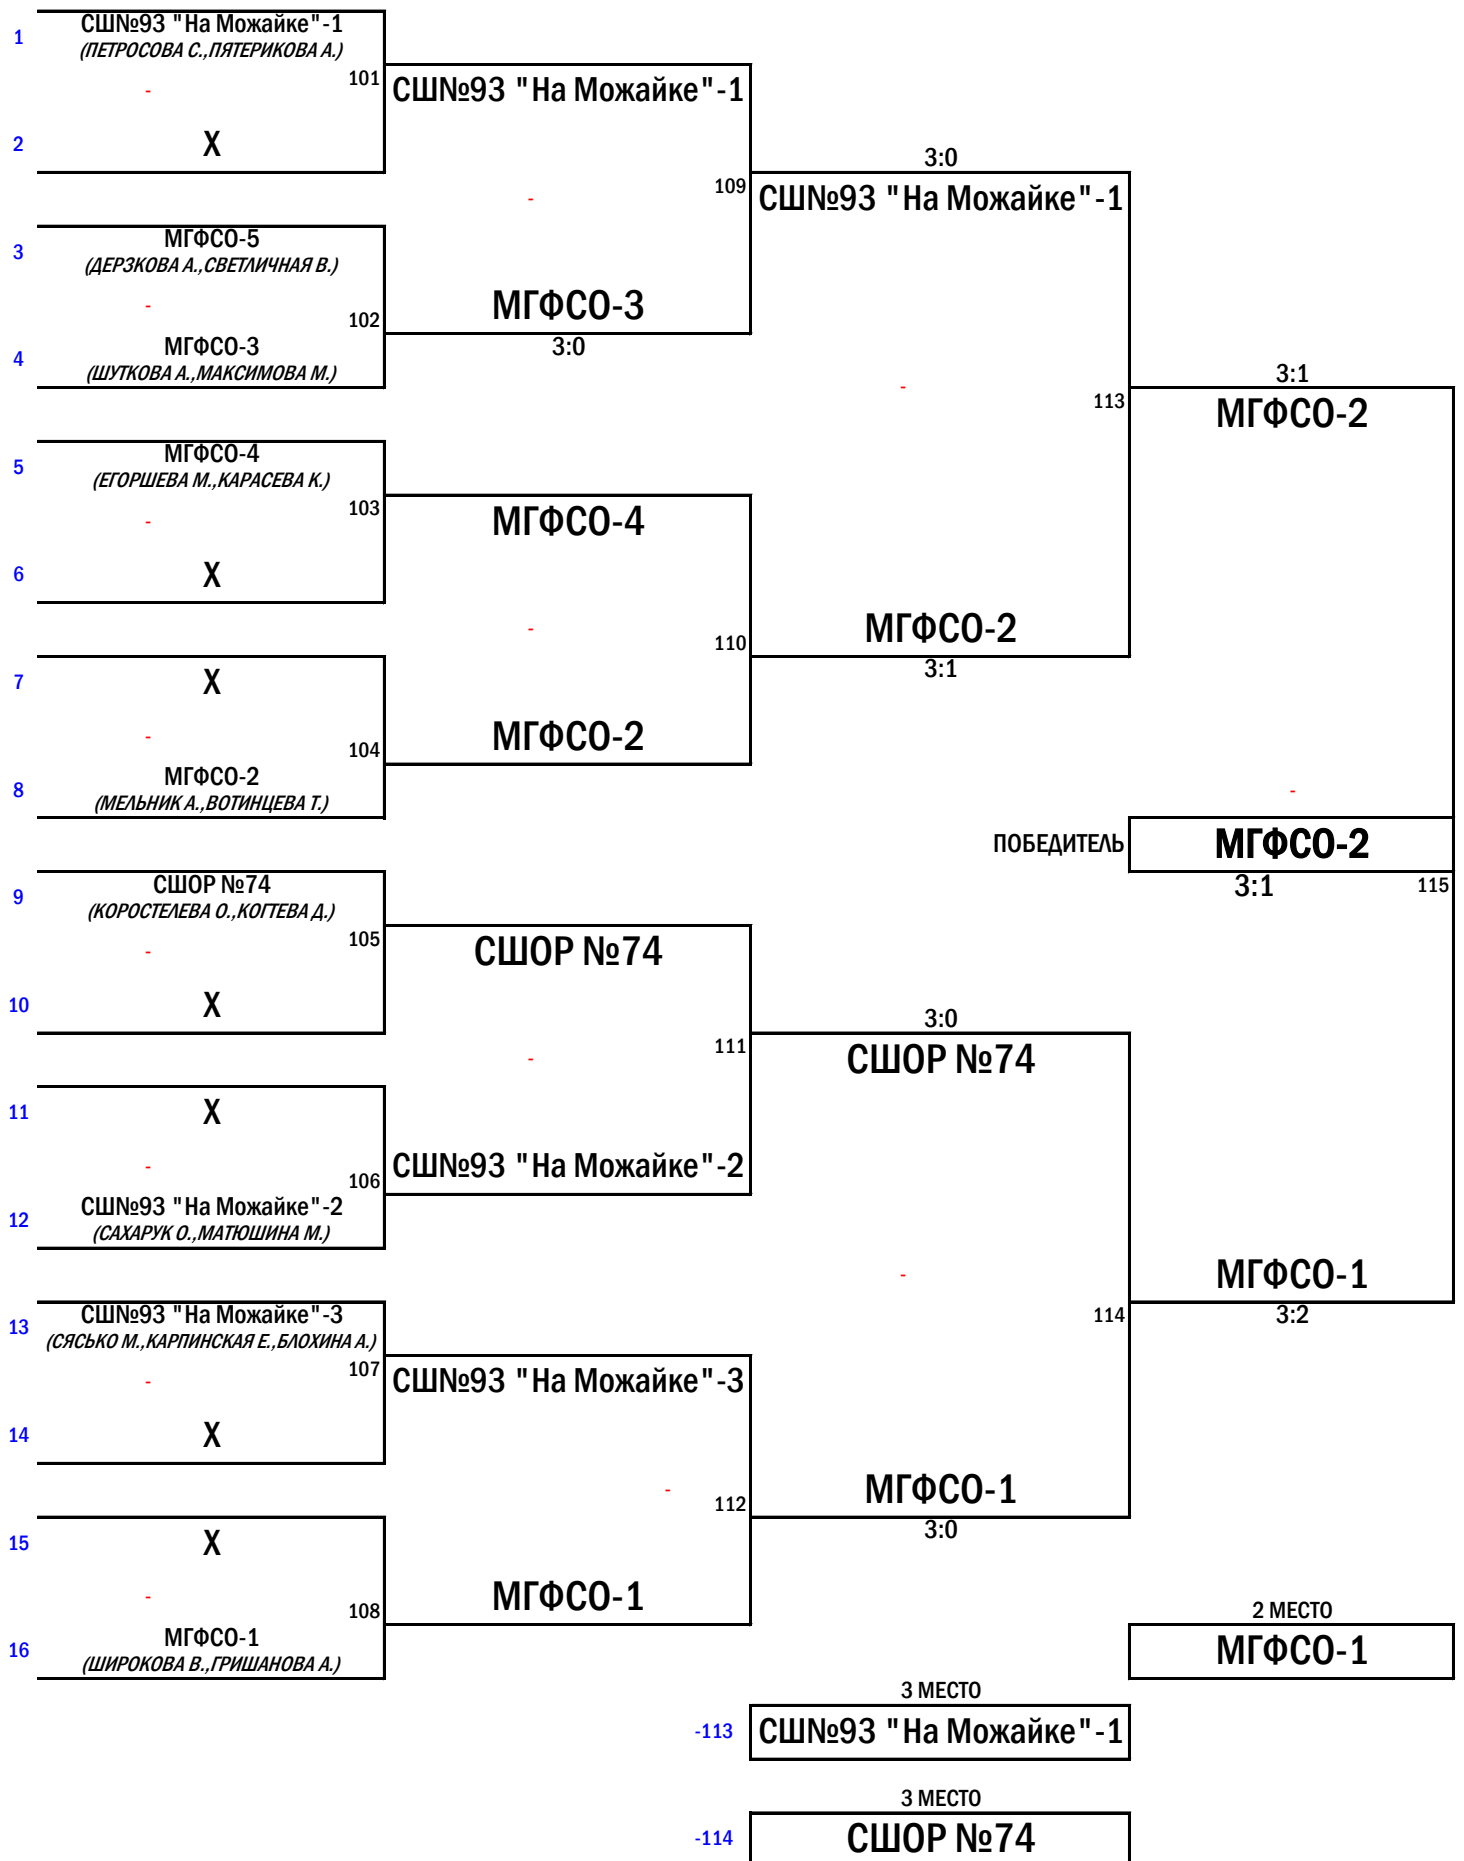 1
СШ№93 "На Можайке"-1
(ПЕТРОСОВА С.,ПЯТЕРИКОВА А.)
-
101
2
X
3
МГФСО-5
(ДЕРЗКОВА А.,СВЕТЛИЧНАЯ В.)
-
102
4
МГФСО-3
(ШУТКОВА А.,МАКСИМОВА М.)
5
МГФСО-4
(ЕГОРШЕВА М.,КАРАСЕВА К.)
-
103
6
X
7
X
-
104
8
МГФСО-2
(МЕЛЬНИК А.,ВОТИНЦЕВА Т.)
9
СШОР №74
(КОРОСТЕЛЕВА О.,КОГТЕВА Д.)
-
105
10
X
11
X
-
106
12
СШ№93 "На Можайке"-2
(САХАРУК О.,МАТЮШИНА М.)
13
СШ№93 "На Можайке"-3
(СЯСЬКО М.,КАРПИНСКАЯ Е.,БЛОХИНА А.)
-
107
14
X
15
X
-
108
16
МГФСО-1
(ШИРОКОВА В.,ГРИШАНОВА А.)
СШ№93 "На Можайке"-1
-
109
МГФСО-3
3:0
МГФСО-4
-
110
МГФСО-2
СШОР №74
-
111
СШ№93 "На Можайке"-2
СШ№93 "На Можайке"-3
-
112
МГФСО-1
3:0
СШ№93 "На Можайке"-1
-
113
МГФСО-2
3:1
3:0
СШОР №74
-
114
МГФСО-1
3:0
3:1
МГФСО-2
-
ПОБЕДИТЕЛЬ
МГФСО-2
3:1
115
МГФСО-1
3:2
2 МЕСТО
МГФСО-1
3 МЕСТО
-113
СШ№93 "На Можайке"-1
3 МЕСТО
-114
СШОР №74